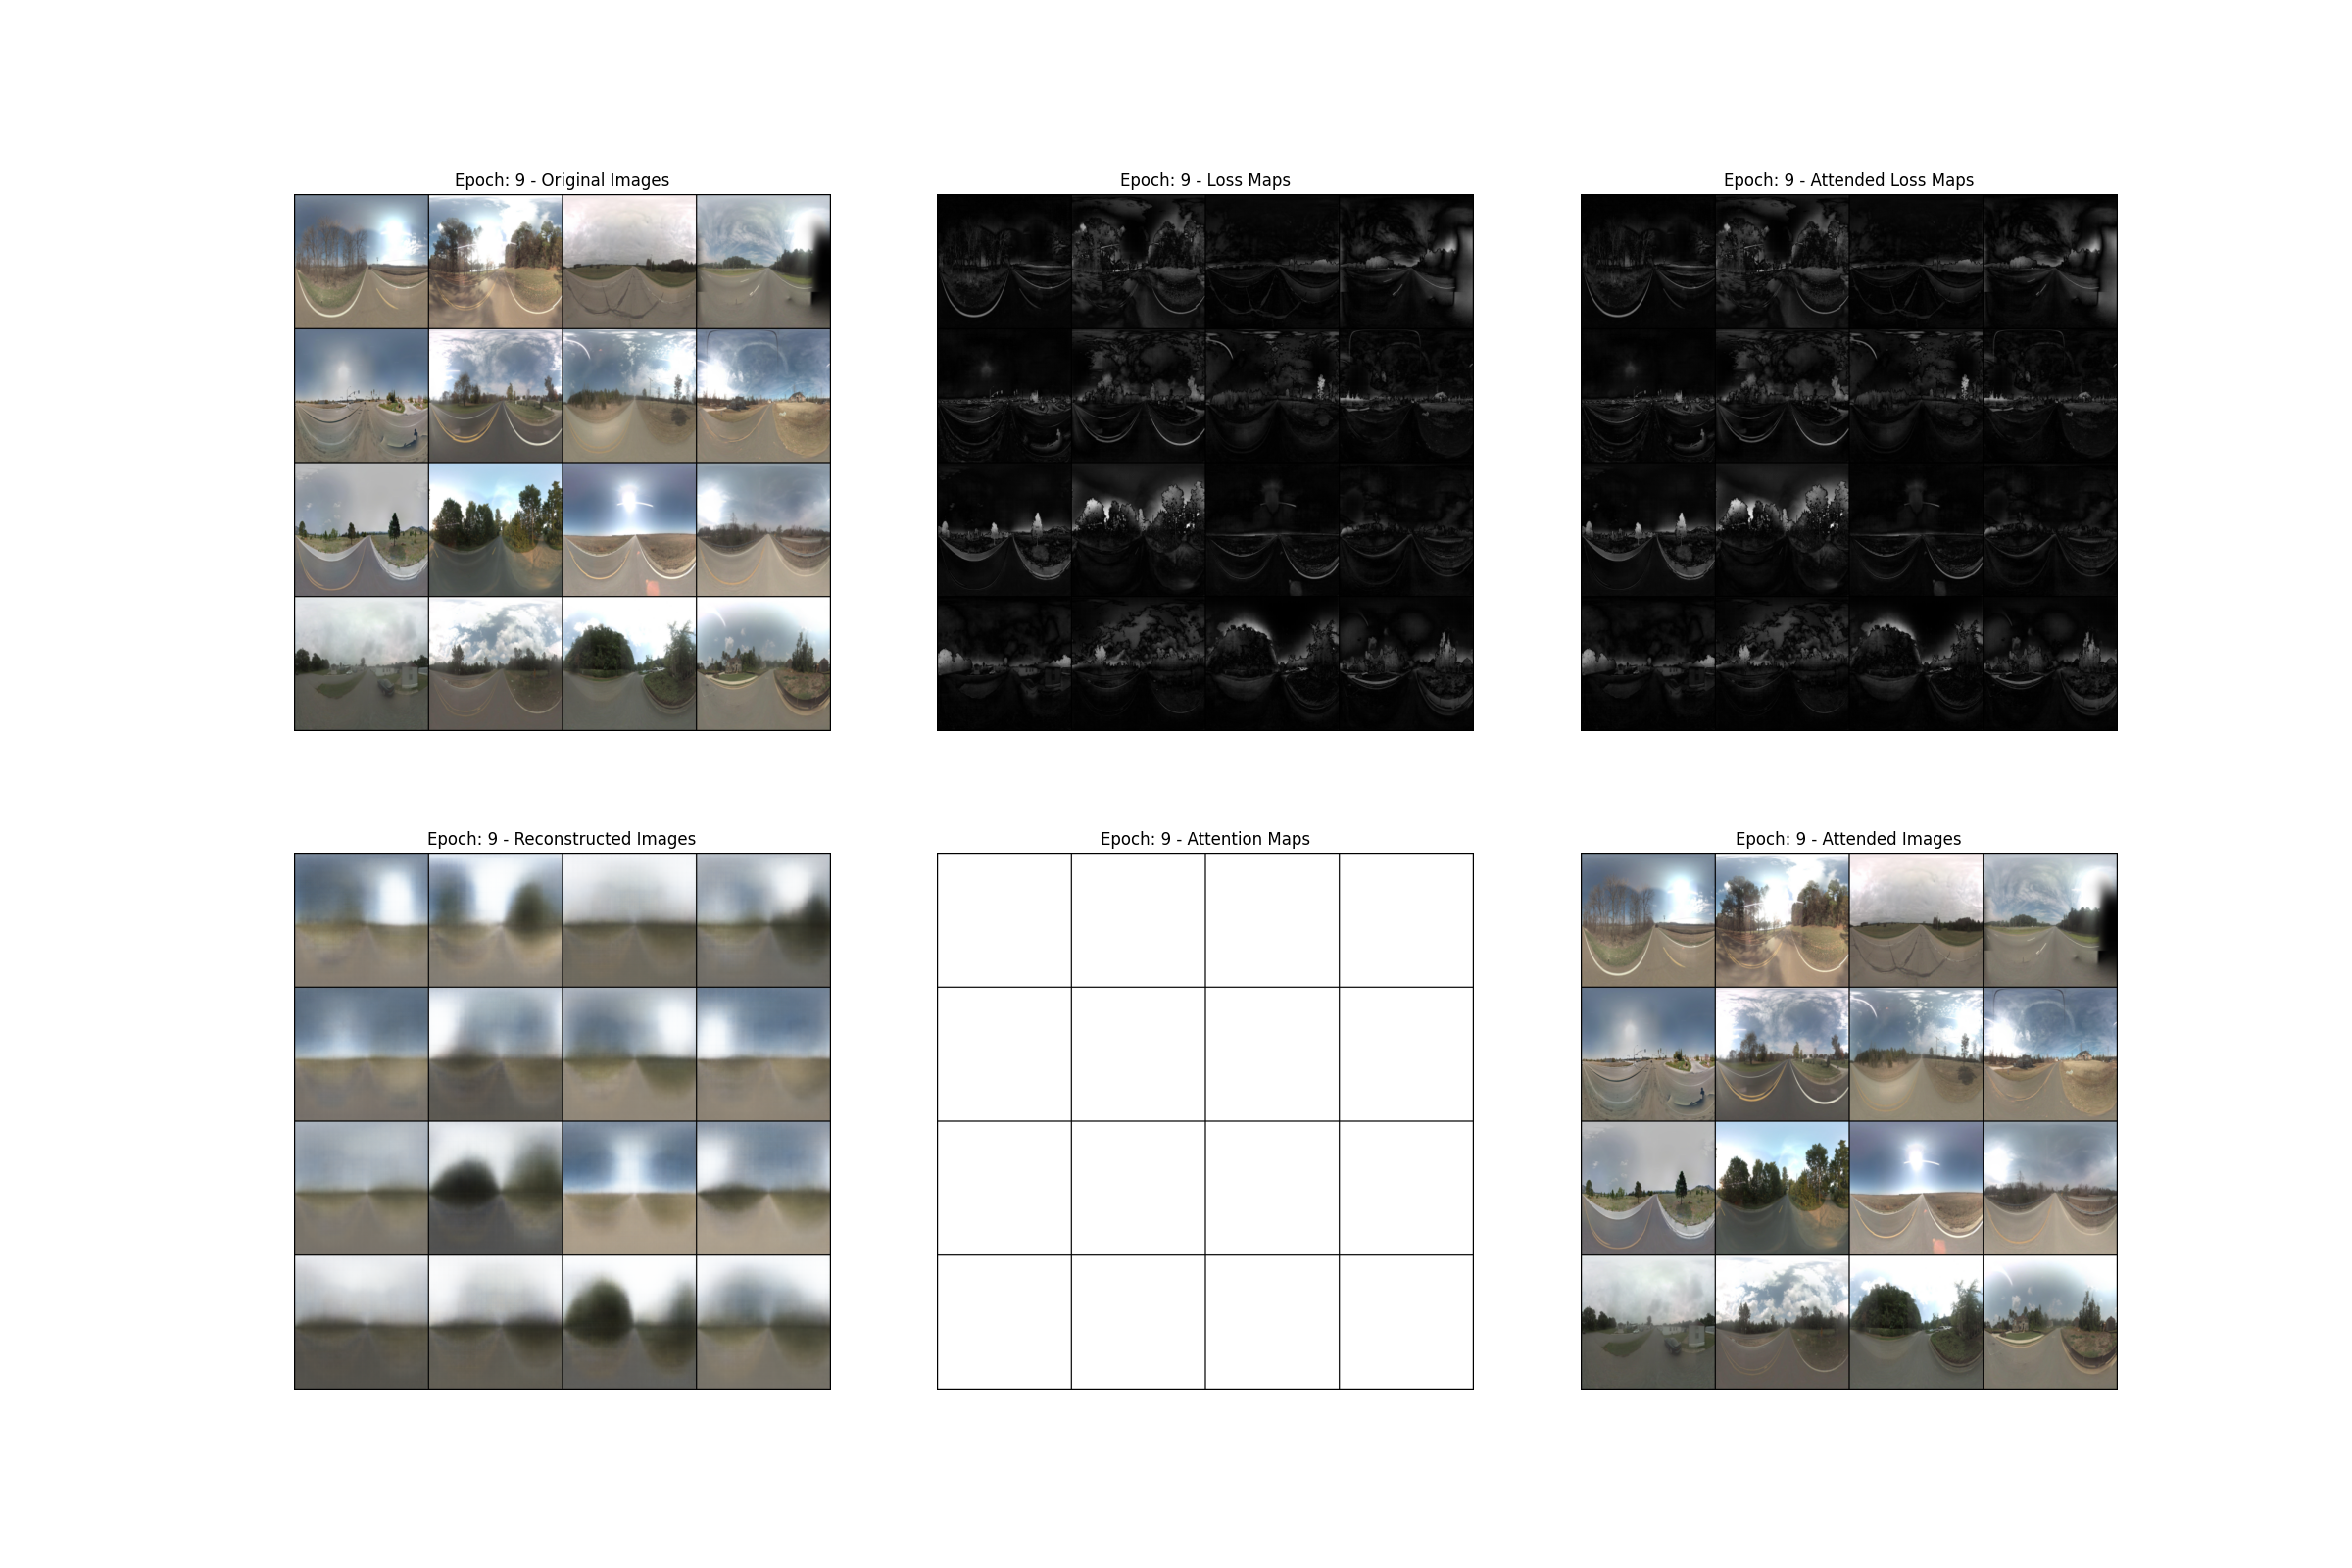 Epoch: 9 - Original Images
Epoch: 9 - Loss Maps
Epoch: 9 - Attended Loss Maps
Epoch: 9 - Reconstructed Images
Epoch: 9 - Attention Maps
Epoch: 9 - Attended Images